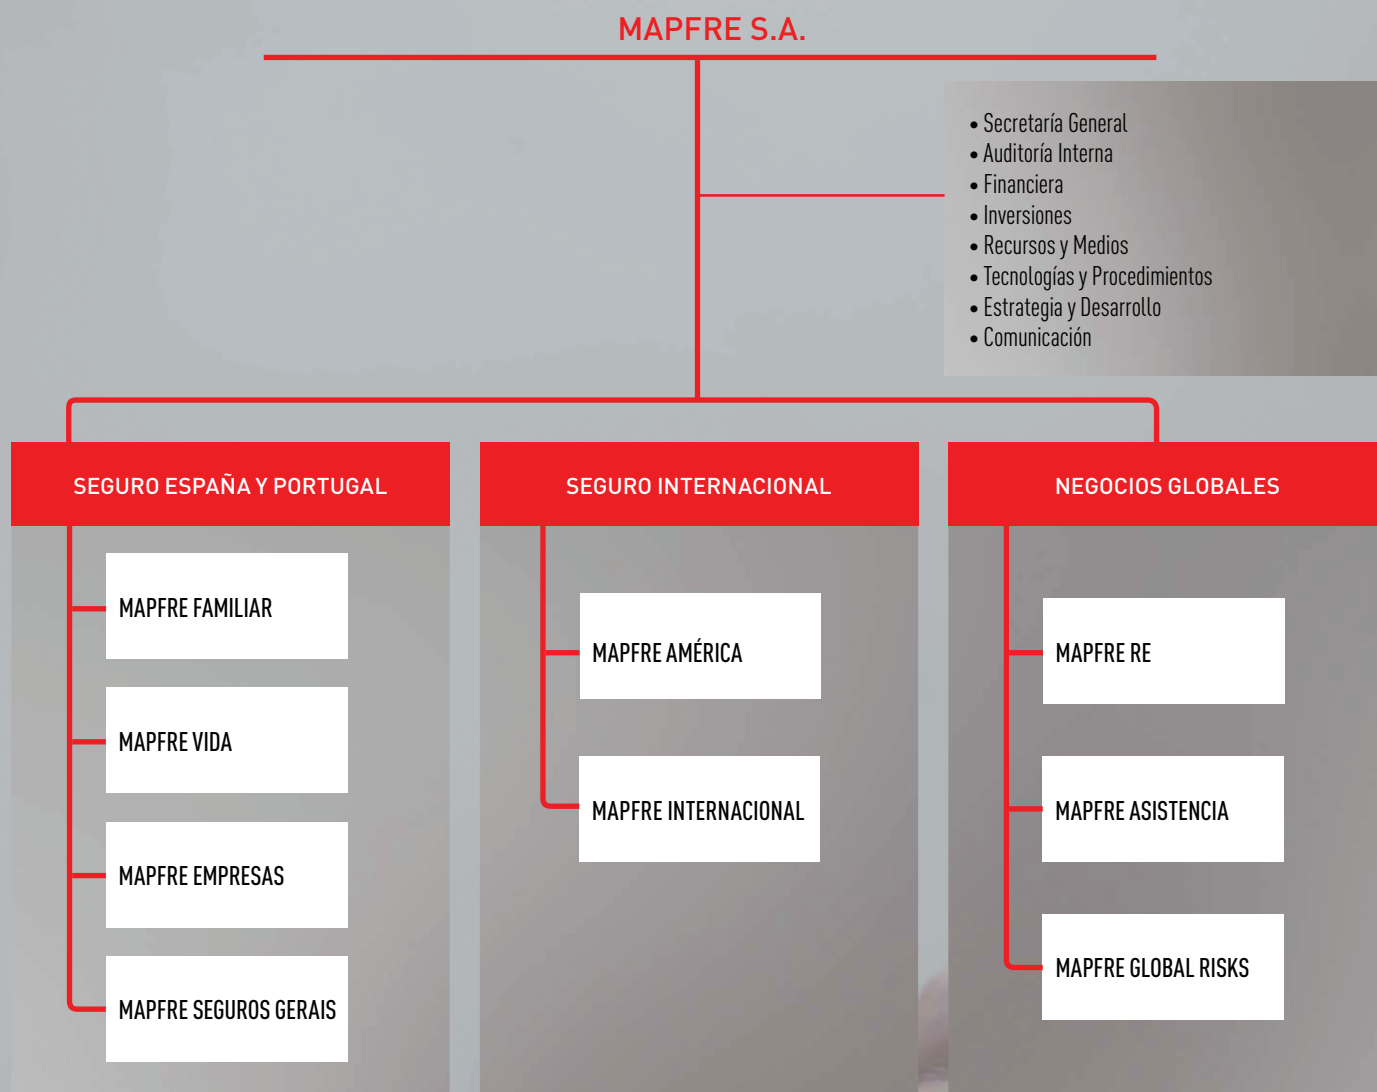 MAPFRE S.A.
• Secretaría General
• Auditoría Interna
• Financiera
• Inversiones
• Recursos y Medios
• Tecnologías y Procedimientos
• Estrategia y Desarrollo
• Comunicación
SEGURO ESPAÑA Y PORTUGAL
MAPFRE FAMILIAR
MAPFRE VIDA
MAPFRE EMPRESAS
MAPFRE SEGUROS GERAIS
SEGURO INTERNACIONAL
MAPFRE AMÉRICA
MAPFRE INTERNACIONAL
NEGOCIOS GLOBALES
MAPFRE RE
MAPFRE ASISTENCIA
MAPFRE GLOBAL RISKS